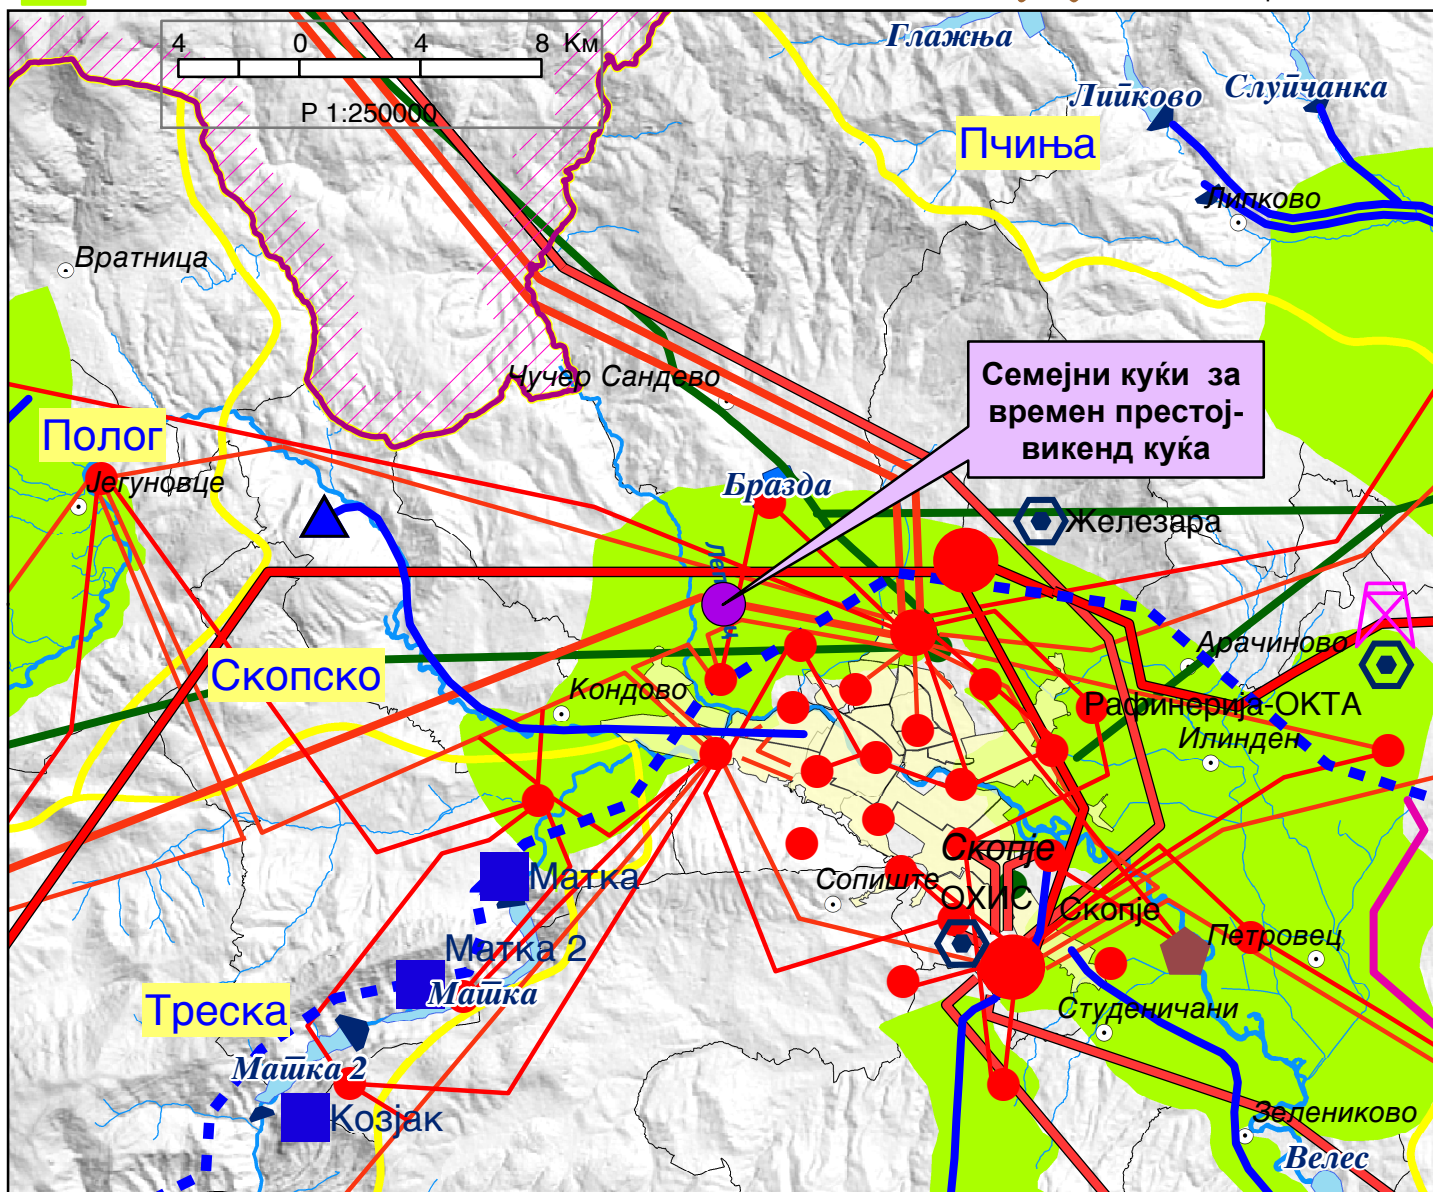 4 0 4 8 Км
Р 1:250000
Глажња
Липково
Слупчанка
Пчиња
Липково
Вратница
Чучер Сандево
Семејни куќи за
времен престој-
викенд куќа
Полог
Јегуновце
Бразда
Железара
Арачиново
Скопско
Кондово
Рафинерија-ОКТА
Илинден
Скопје
Матка
Сопиште
ОХИС
Скопје
Петровец
Матка 2
Матка
Треска
Студеничани
Матка 2
Козјак
Зелениково
Велес